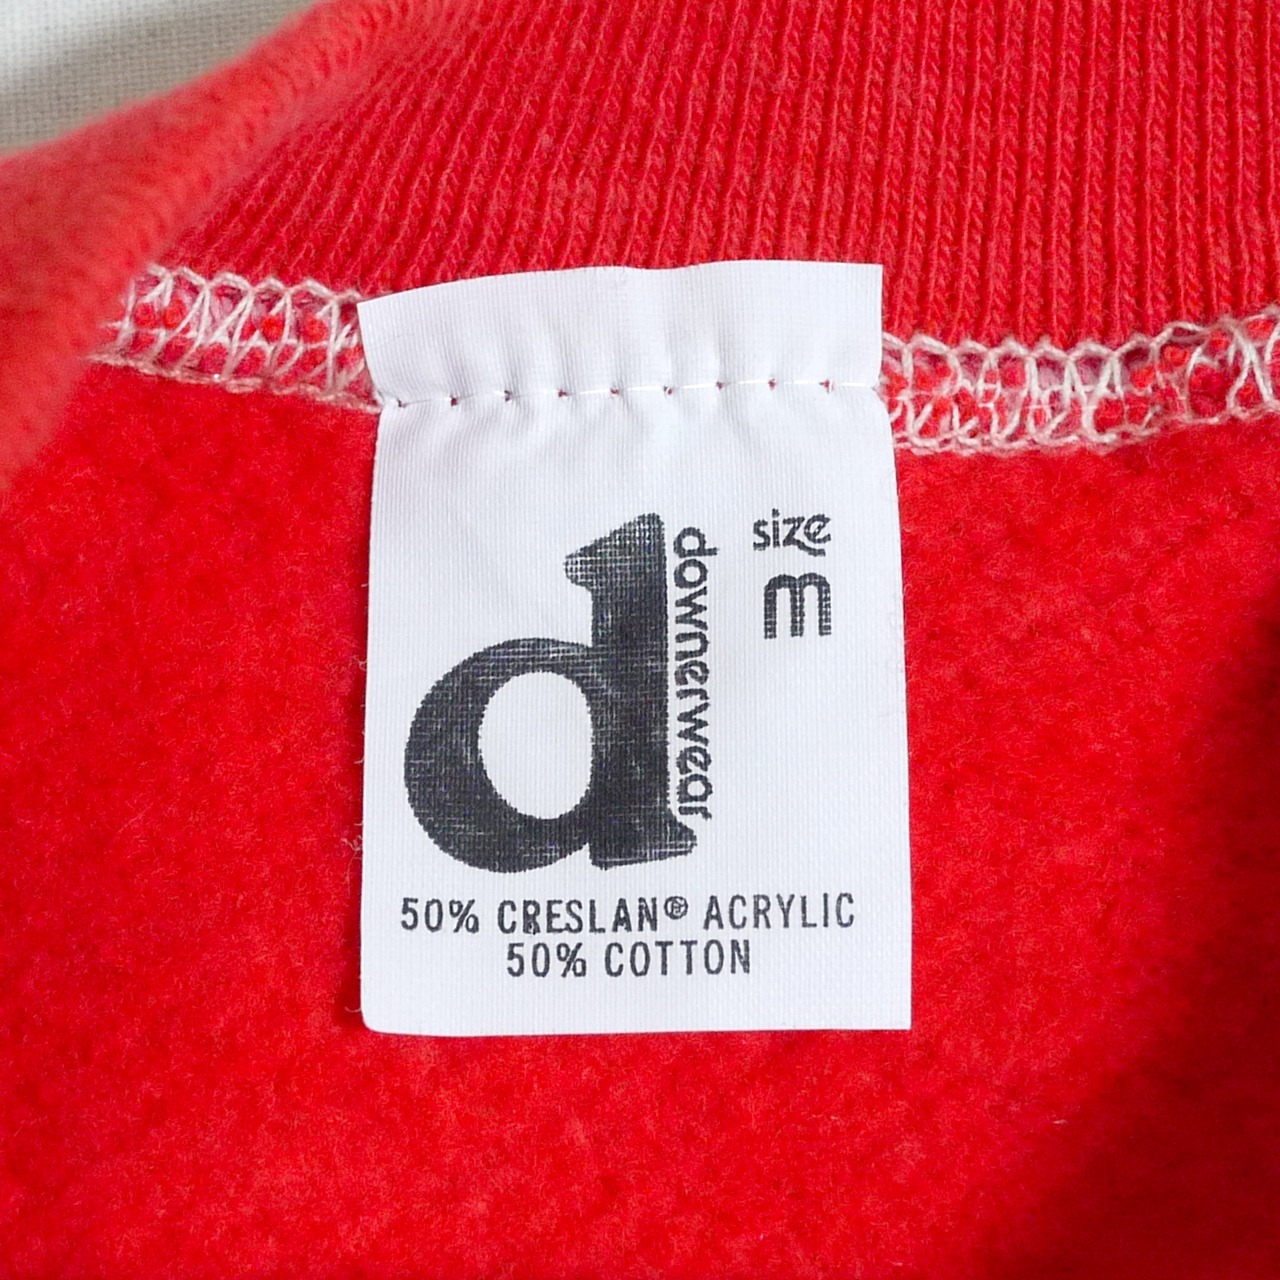 d
downerwear
size
m
50% CRESLAN® ACRYLIC
50% COTTON